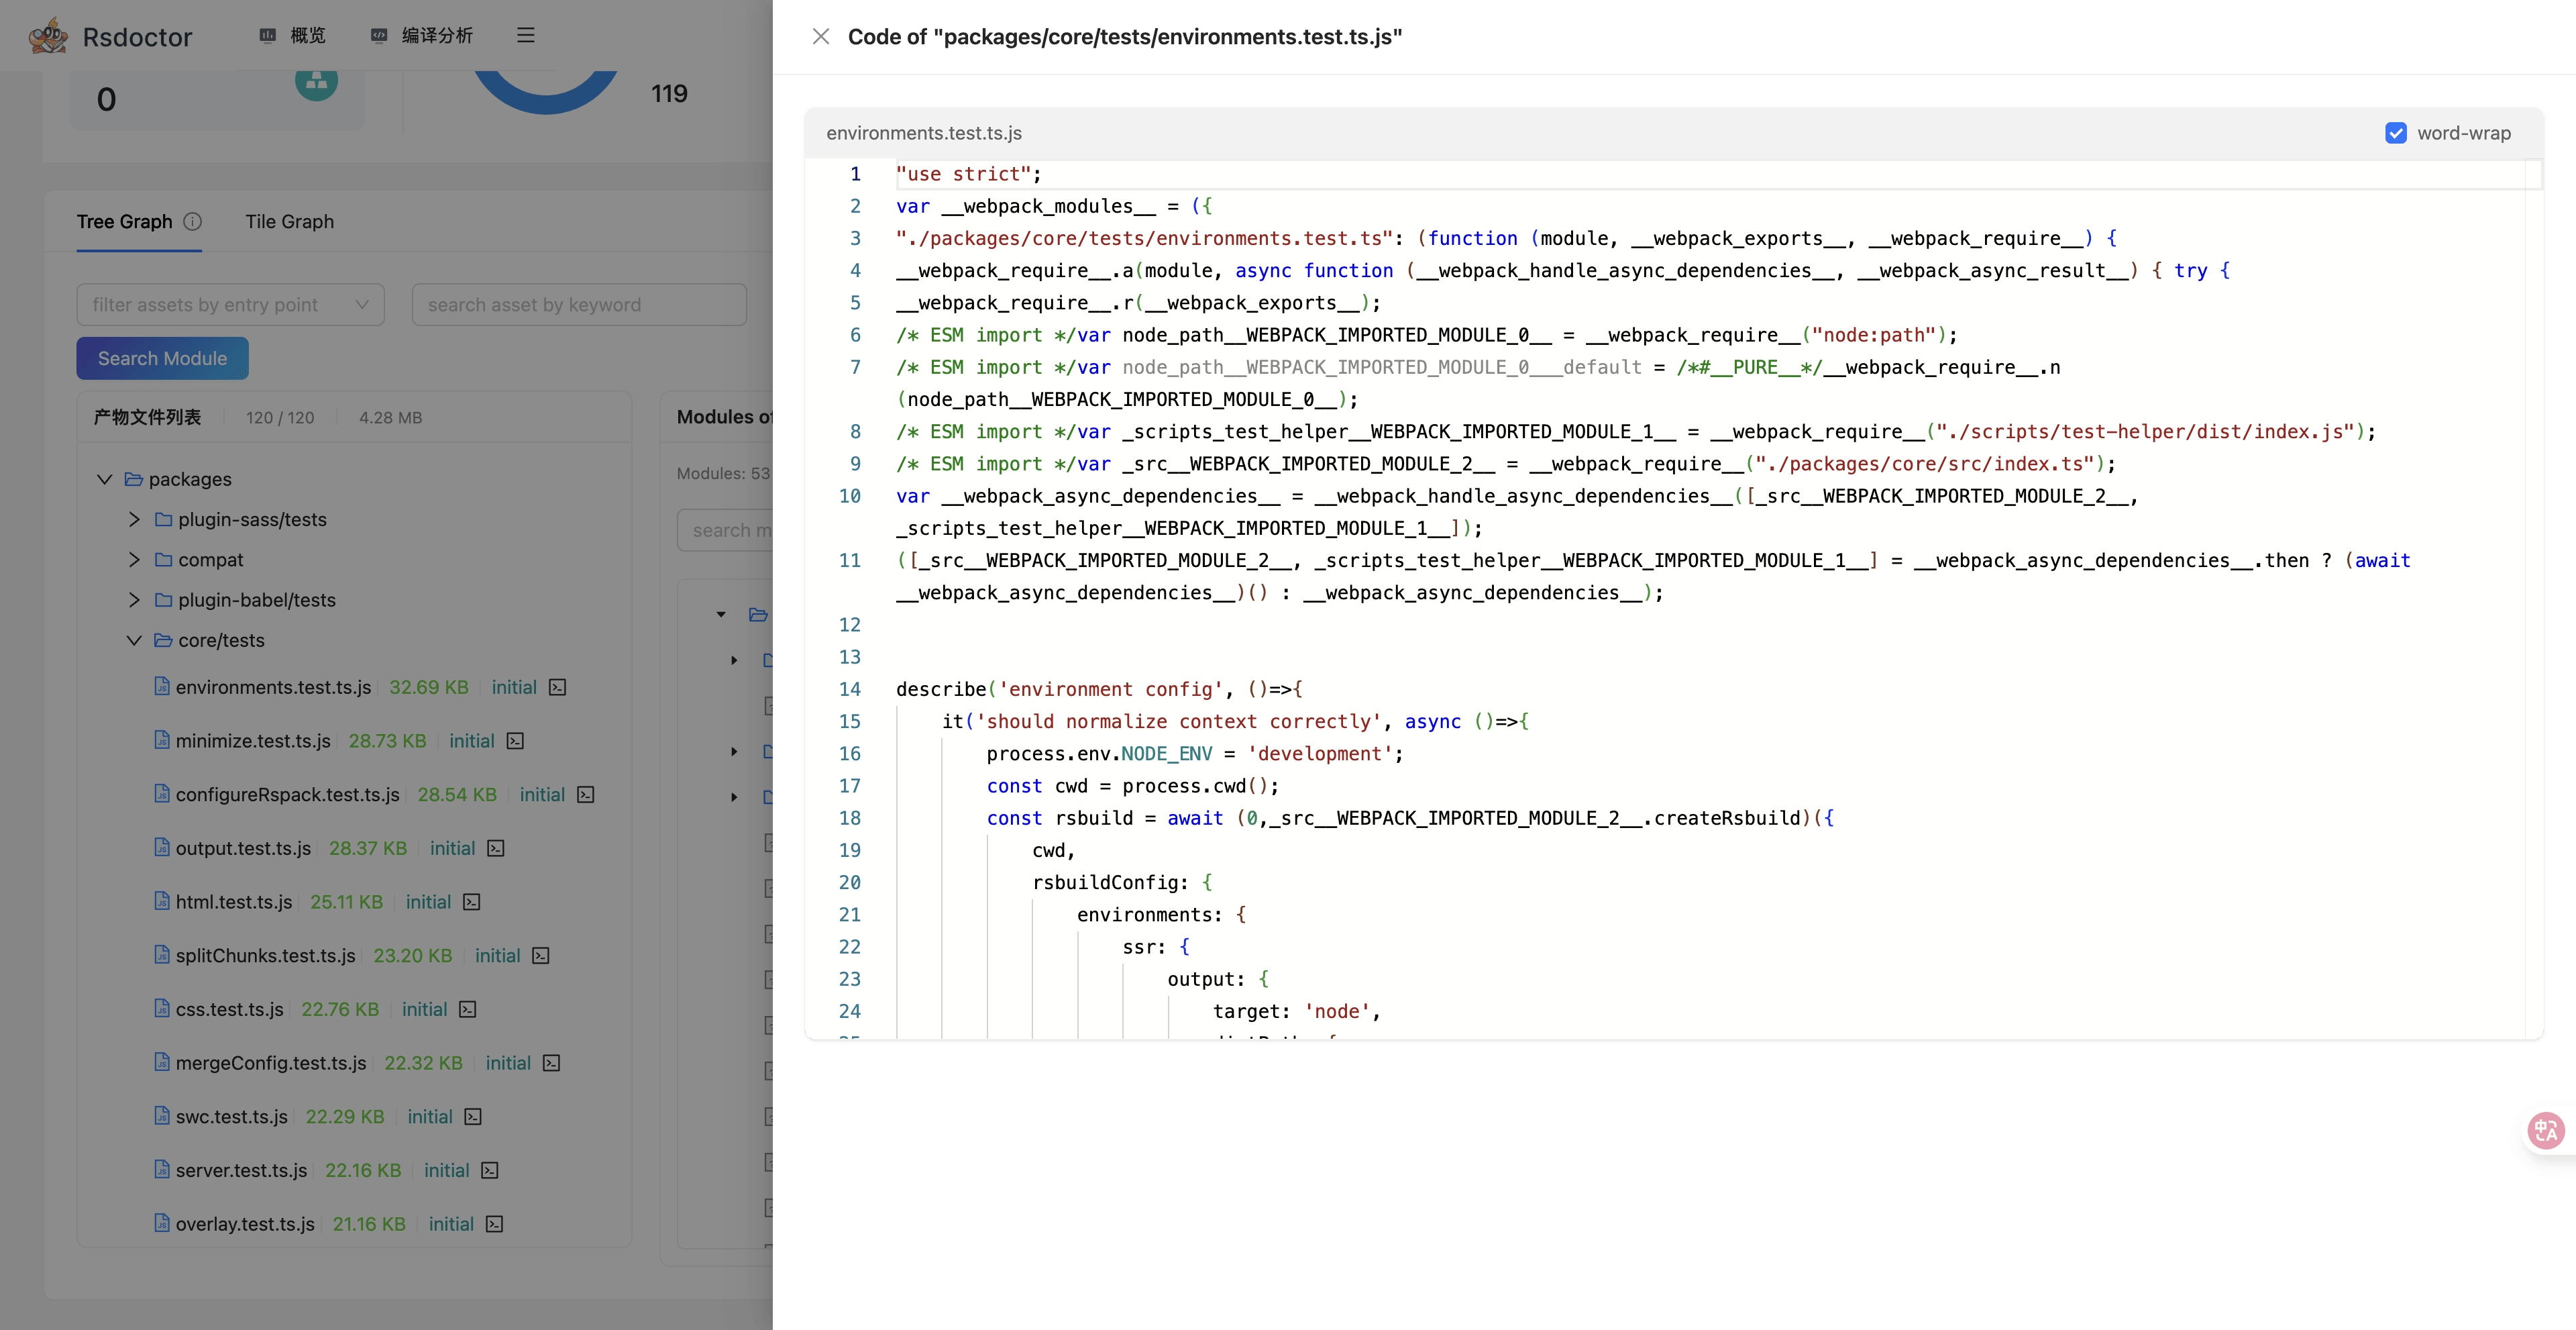 Rsdoctor
概览
编译分析
0
119
Tree Graph
Tile Graph
filter assets by entry point
search asset by keyword
Search Module
产物文件列表
120 / 120
4.28 MB
packages
plugin-sass/tests
compat
plugin-babel/tests
core/tests
environments.test.ts.js 32.69 KB initial
minimize.test.ts.js 28.73 KB initial
configureRspack.test.ts.js 28.54 KB initial
output.test.ts.js 28.37 KB initial
html.test.ts.js 25.11 KB initial
splitChunks.test.ts.js 23.20 KB initial
css.test.ts.js 22.76 KB initial
mergeConfig.test.ts.js 22.32 KB initial
swc.test.ts.js 22.29 KB initial
server.test.ts.js 22.16 KB initial
overlay.test.ts.js 21.16 KB initial
Modules of
Modules: 53
search m
Code of "packages/core/tests/environments.test.ts.js"
environments.test.ts.js
word-wrap
1 "use strict";
2 var __webpack_modules__ = ({
3 "./packages/core/tests/environments.test.ts": (function (module, __webpack_exports__, __webpack_require__) {
4 __webpack_require__.a(module, async function (__webpack_handle_async_dependencies__, __webpack_async_result__) { try {
5 __webpack_require__.r(__webpack_exports__);
6 /* ESM import */var node_path__WEBPACK_IMPORTED_MODULE_0__ = __webpack_require__("node:path");
7 /* ESM import */var node_path__WEBPACK_IMPORTED_MODULE_0___default = /*#__PURE__*/__webpack_require__.n
(node_path__WEBPACK_IMPORTED_MODULE_0__);
8 /* ESM import */var _scripts_test_helper__WEBPACK_IMPORTED_MODULE_1__ = __webpack_require__("./scripts/test-helper/dist/index.js");
9 /* ESM import */var _src__WEBPACK_IMPORTED_MODULE_2__ = __webpack_require__("./packages/core/src/index.ts");
10 var __webpack_async_dependencies__ = __webpack_handle_async_dependencies__([_src__WEBPACK_IMPORTED_MODULE_2__,
_scripts_test_helper__WEBPACK_IMPORTED_MODULE_1__]);
11 ([_src__WEBPACK_IMPORTED_MODULE_2__, _scripts_test_helper__WEBPACK_IMPORTED_MODULE_1__] = __webpack_async_dependencies__.then ? (await
__webpack_async_dependencies__)() : __webpack_async_dependencies__);
12
13
14 describe('environment config', ()=>{
15 it('should normalize context correctly', async ()=>{
16 process.env.NODE_ENV = 'development';
17 const cwd = process.cwd();
18 const rsbuild = await (0,_src__WEBPACK_IMPORTED_MODULE_2__.createRsbuild)({
19 cwd,
20 rsbuildConfig: {
21 environments: {
22 ssr: {
23 output: {
24 target: 'node',